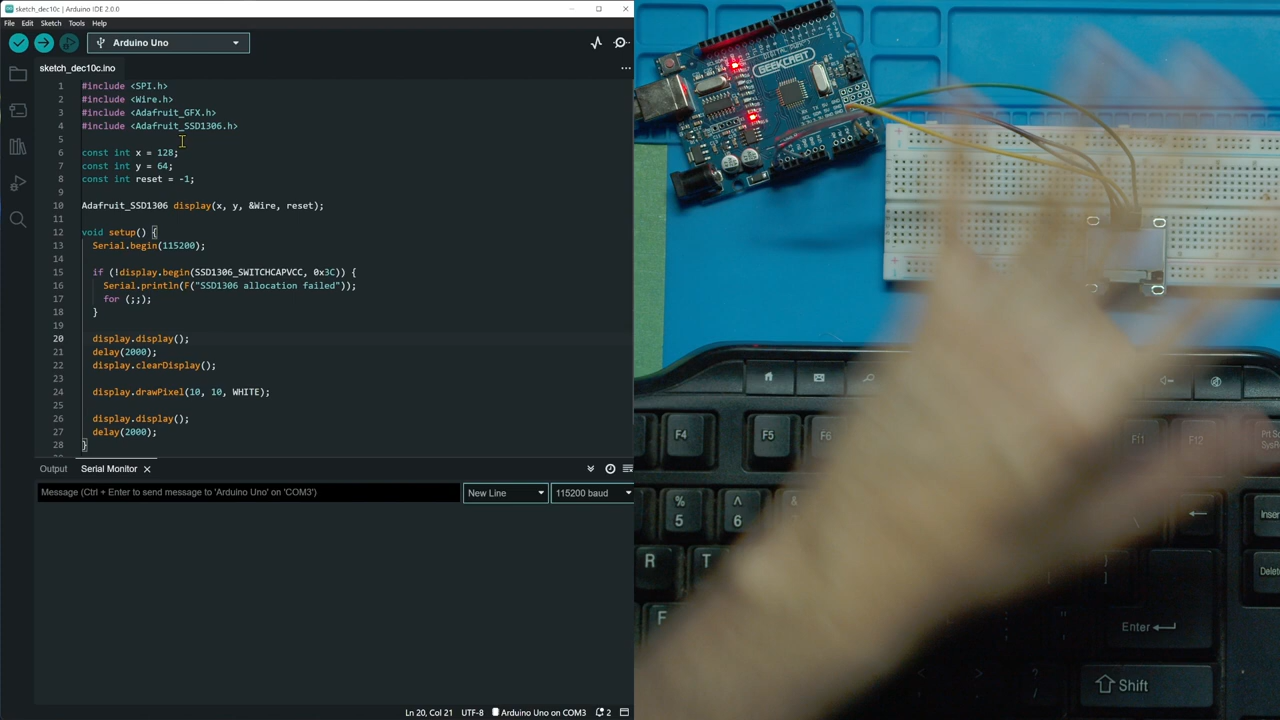 sketch_dec10c | Arduino IDE 2.0.0
File Edit Sketch Tools Help
Arduino Uno
sketch_dec10c.ino
1 #include <SPI.h>
2 #include <Wire.h>
3 #include <Adafruit_GFX.h>
4 #include <Adafruit_SSD1306.h>
5
6 const int x = 128;
7 const int y = 64;
8 const int reset = -1;
9
10 Adafruit_SSD1306 display(x, y, &Wire, reset);
11
12 void setup() {
13 Serial.begin(115200);
14
15 if (!display.begin(SSD1306_SWITCHCAPVCC, 0x3C)) {
16 Serial.println(F("SSD1306 allocation failed"));
17 for (;;);
18 }
19
20 display.display();
21 delay(2000);
22 display.clearDisplay();
23
24 display.drawPixel(10, 10, WHITE);
25
26 display.display();
27 delay(2000);
28 }
Output Serial Monitor
Message (Ctrl + Enter to send message to 'Arduino Uno' on 'COM3')
New Line
115200 baud
Ln 20, Col 21 UTF-8 Arduino Uno on COM3 2
GEEKCREIT
F4 F5 F6 F11 F12
% 5 ^ 6
R T
F
Enter
Shift
Delete